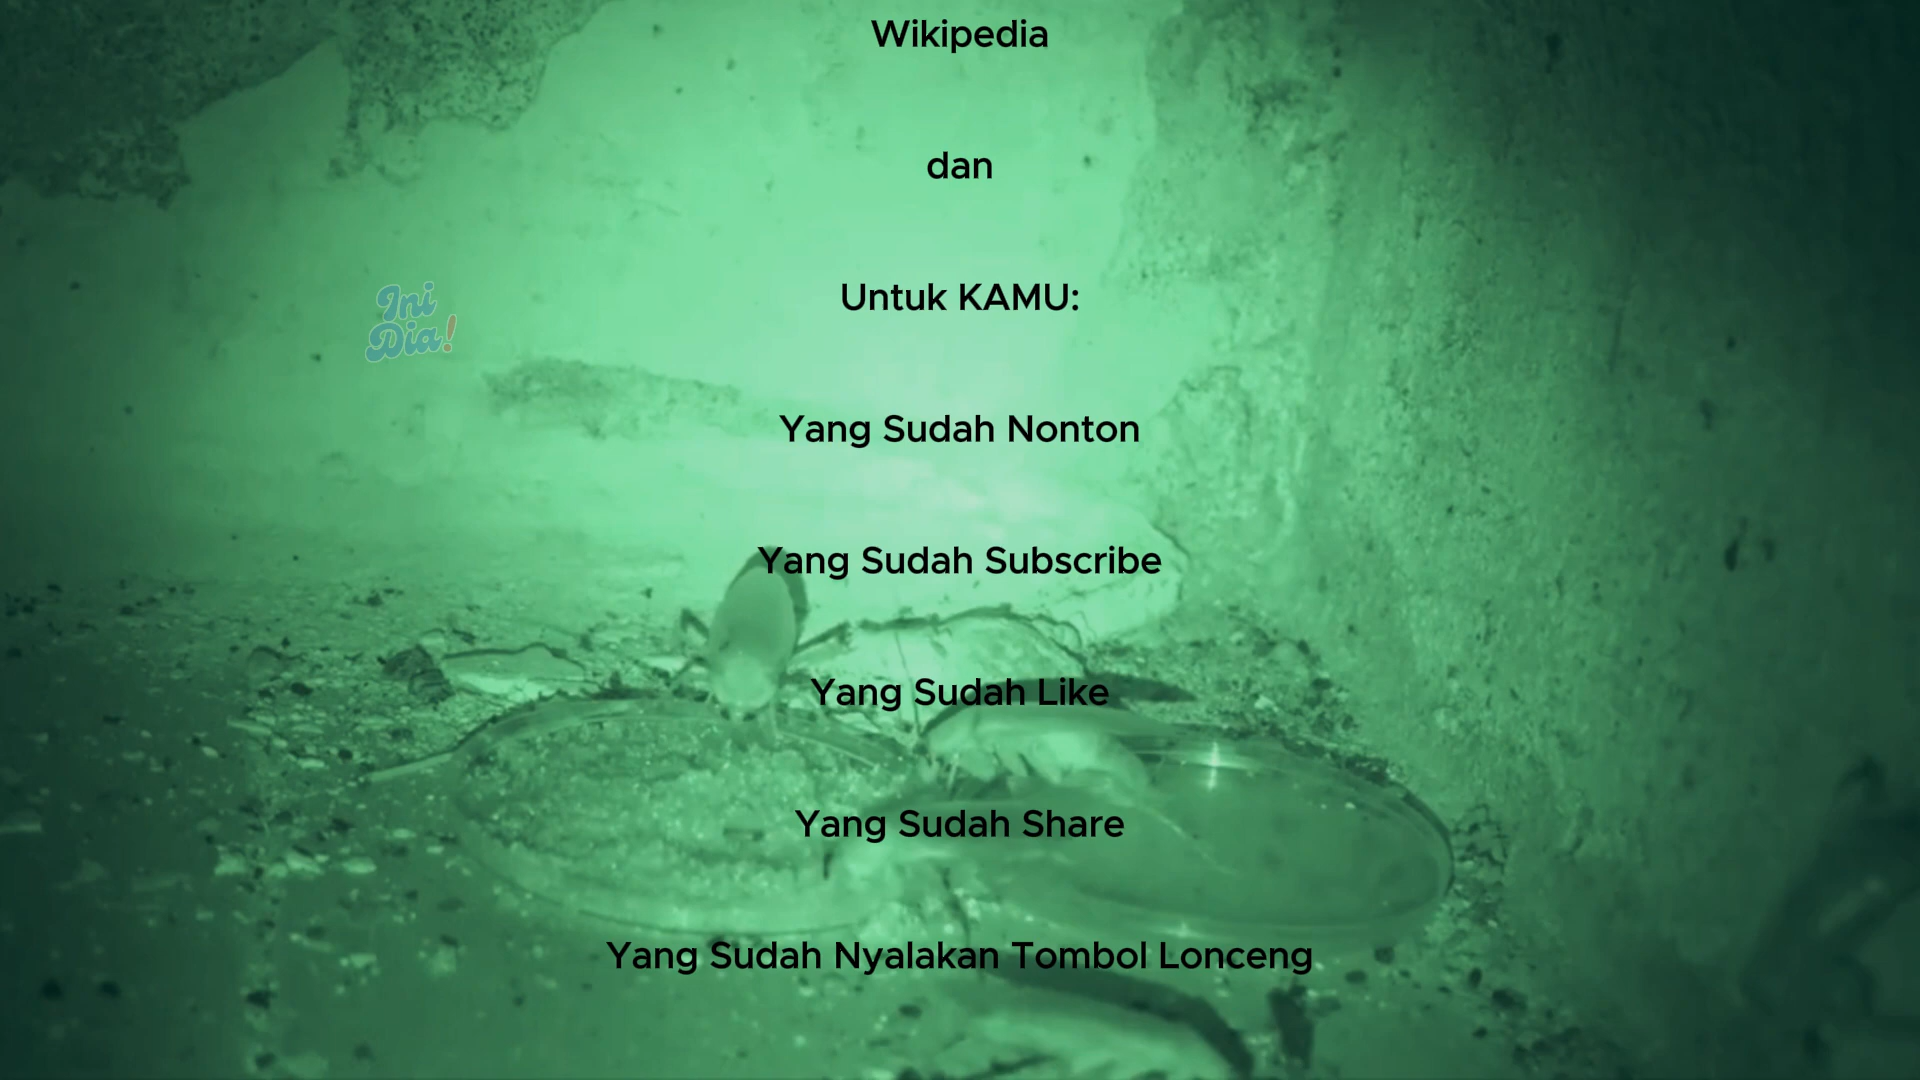 Wikipedia
dan
Untuk KAMU:
Ini
Dia!
Yang Sudah Nonton
Yang Sudah Subscribe
Yang Sudah Like
Yang Sudah Share
Yang Sudah Nyalakan Tombol Lonceng